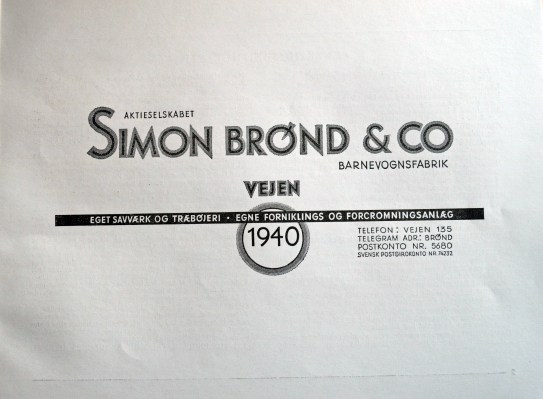 AKTIESELSKABET
SIMON BRØND & CO
BARNEVOGNSFABRIK
VEJEN
EGET SAVVÆRK OG TRÆBØJERI · EGNE FORNIKLINGS OG FORCROMNINGSANLÆG
1940
TELEFON: VEJEN 135
TELEGRAM ADR: BRØND
POSTKONTO NR. 5680
SVENSK POSTGIROKONTO NR. 74232